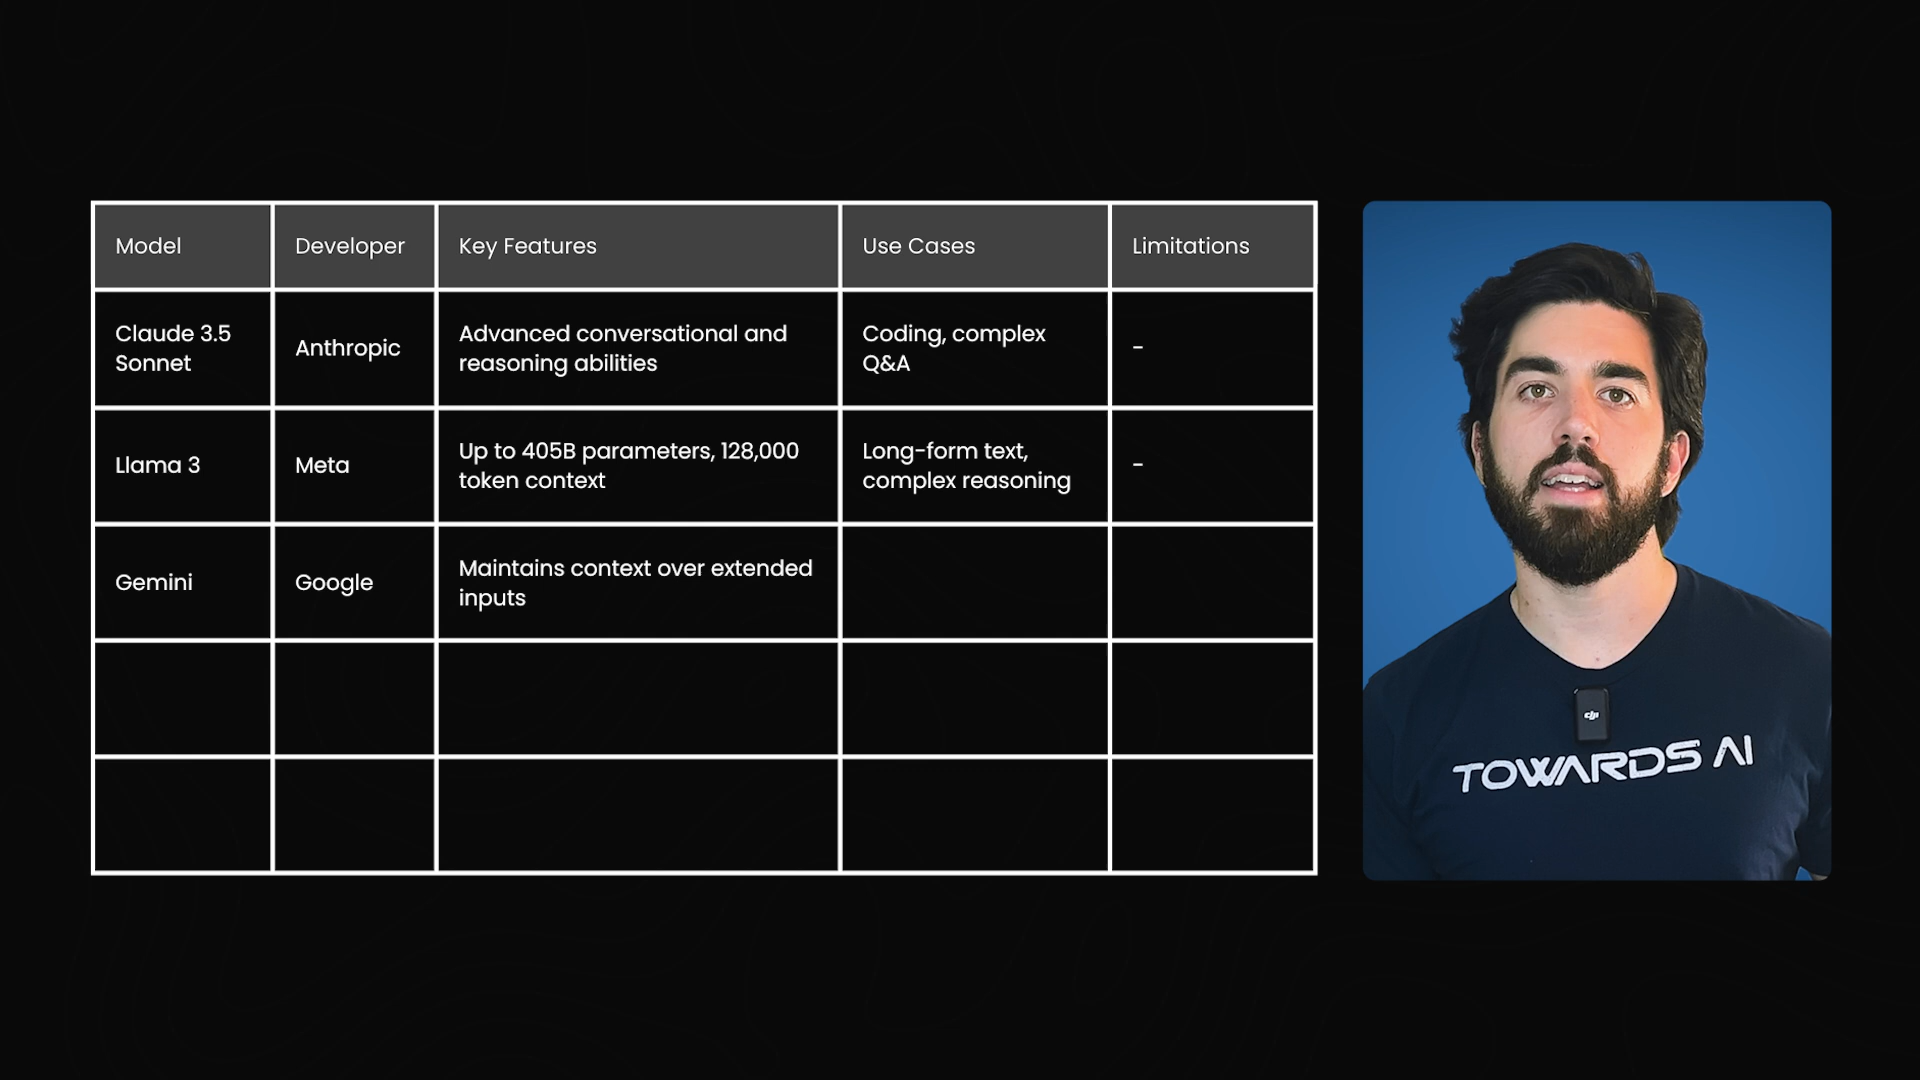 Model Developer Key Features Use Cases Limitations
Claude 3.5
Sonnet
Anthropic
Advanced conversational and
reasoning abilities
Coding, complex
Q&A
-
Llama 3
Meta
Up to 405B parameters, 128,000
token context
Long-form text,
complex reasoning
-
Gemini
Google
Maintains context over extended
inputs
dji
TOWARDS AI